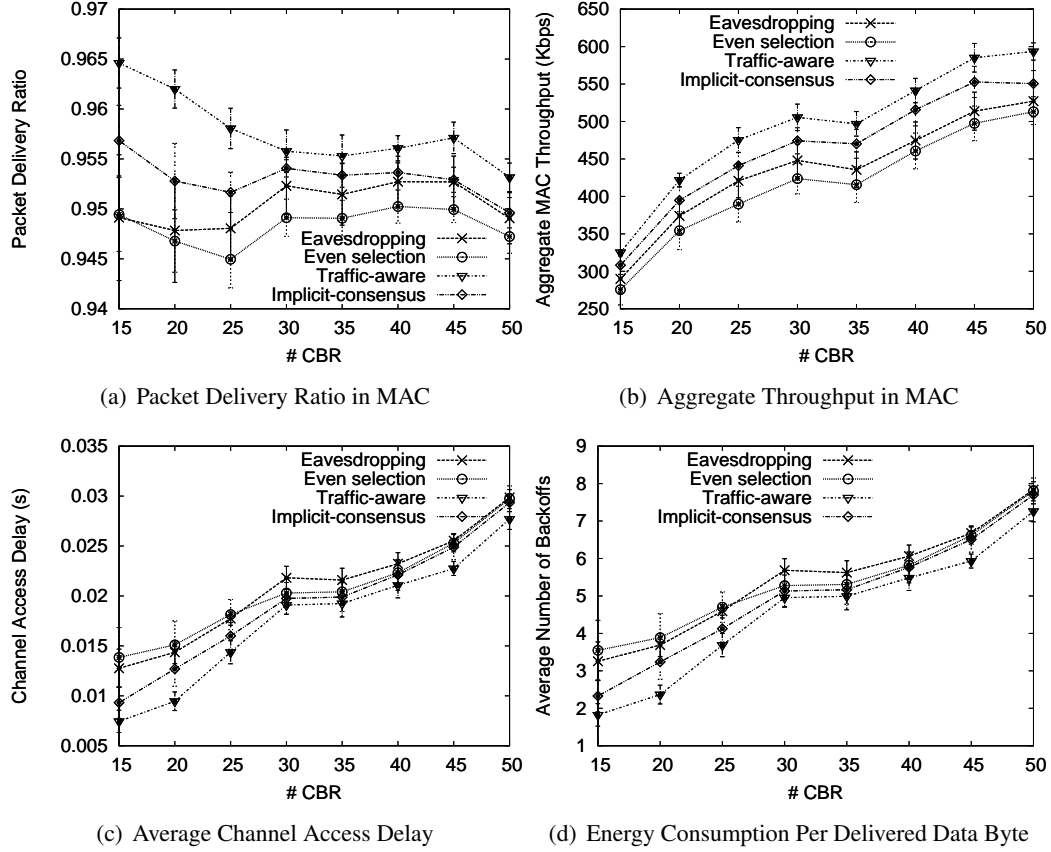 0.97
0.965
0.96
0.955
0.95
0.945
0.94
Packet Delivery Ratio
Eavesdropping
Even selection
Traffic-aware
Implicit-consensus
15 20 25 30 35 40 45 50
# CBR
(a) Packet Delivery Ratio in MAC
650
600
550
500
450
400
350
300
250
Aggregate MAC Throughput (Kbps)
Eavesdropping
Even selection
Traffic-aware
Implicit-consensus
15 20 25 30 35 40 45 50
# CBR
(b) Aggregate Throughput in MAC
0.035
0.03
0.025
0.02
0.015
0.01
0.005
Channel Access Delay (s)
Eavesdropping
Even selection
Traffic-aware
Implicit-consensus
15 20 25 30 35 40 45 50
# CBR
(c) Average Channel Access Delay
9
8
7
6
5
4
3
2
1
Average Number of Backoffs
Eavesdropping
Even selection
Traffic-aware
Implicit-consensus
15 20 25 30 35 40 45 50
# CBR
(d) Energy Consumption Per Delivered Data Byte